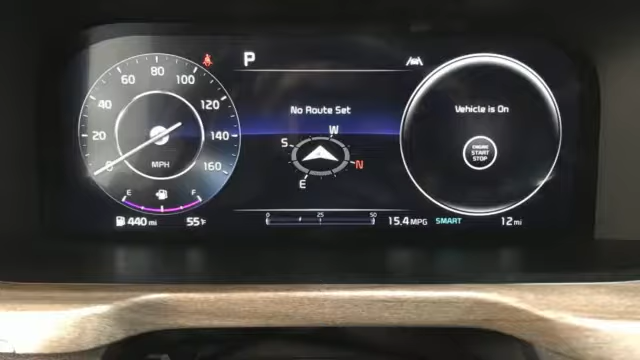 P
No Route Set
W
S
N
E
0
20
40
60
80
100
120
140
160
MPH
E
F
440 mi
55°F
0
25
50
15.4 MPG
SMART
12 mi
Vehicle is On
ENGINE
START
STOP